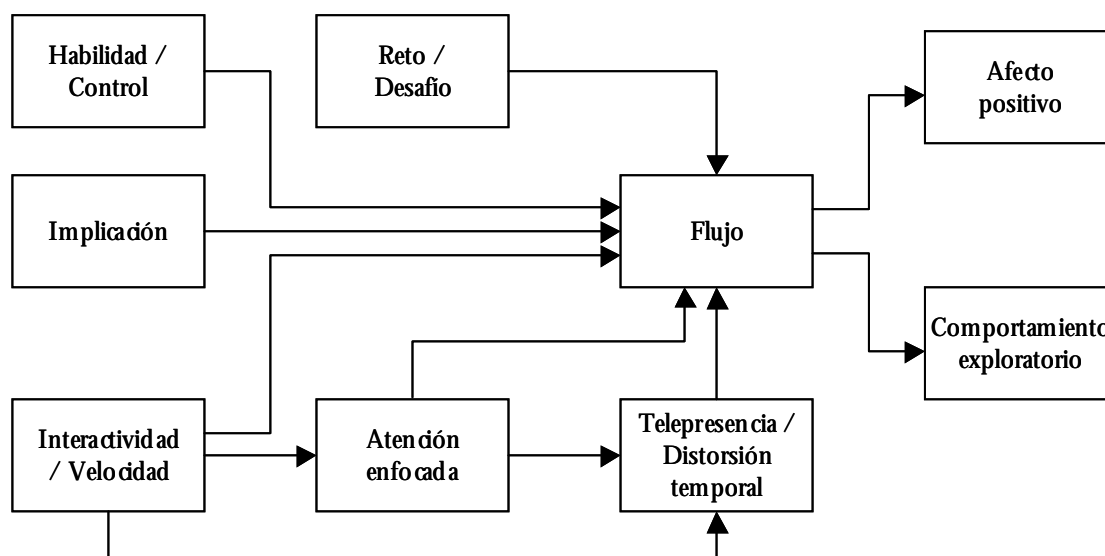 Habilidad /
Control
Reto /
Desafío
Afecto
positivo
Implicación
Flujo
Comportamiento
exploratorio
Interactividad
/ Velocidad
Atención
enfocada
Telepresencia /
Distorsión
temporal